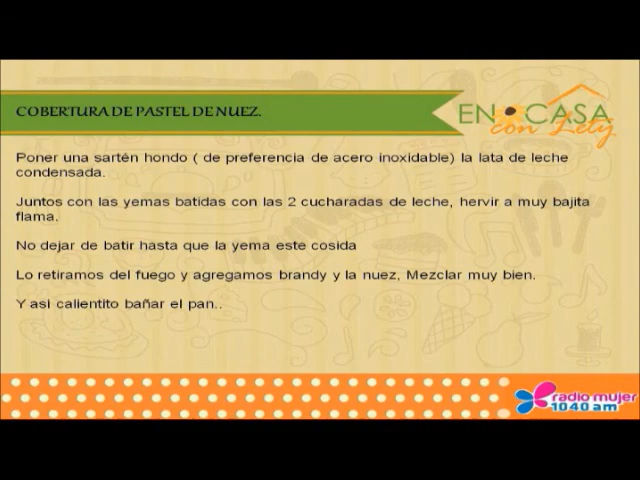 COBERTURA DE PASTEL DE NUEZ.
EN CASA
con Lety
Poner una sartén hondo ( de preferencia de acero inoxidable) la lata de leche
condensada.
Juntos con las yemas batidas con las 2 cucharadas de leche, hervir a muy bajita
flama.
No dejar de batir hasta que la yema este cosida
Lo retiramos del fuego y agregamos brandy y la nuez, Mezclar muy bien.
Y asi calientito bañar el pan..
radio mujer
1040 am